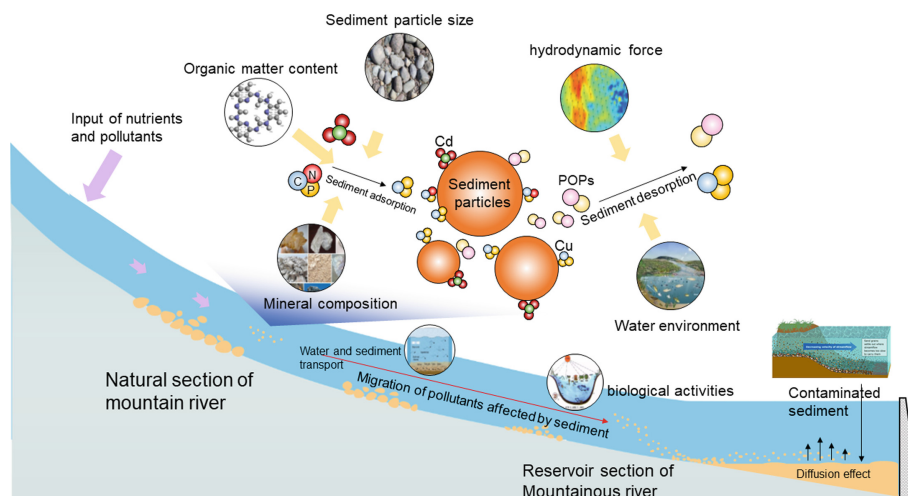 Sediment particle size
Organic matter content
hydrodynamic force
Input of nutrients
and pollutants
Cd
N
C
P
Sediment adsorption
Sediment
particles
POPs
Sediment desorption
Cu
Mineral composition
Water environment
Water and sediment
transport
Migration of pollutants affected by sediment
biological activities
Natural section of
mountain river
Contaminated
sediment
Diffusion effect
Reservoir section of
Mountainous river